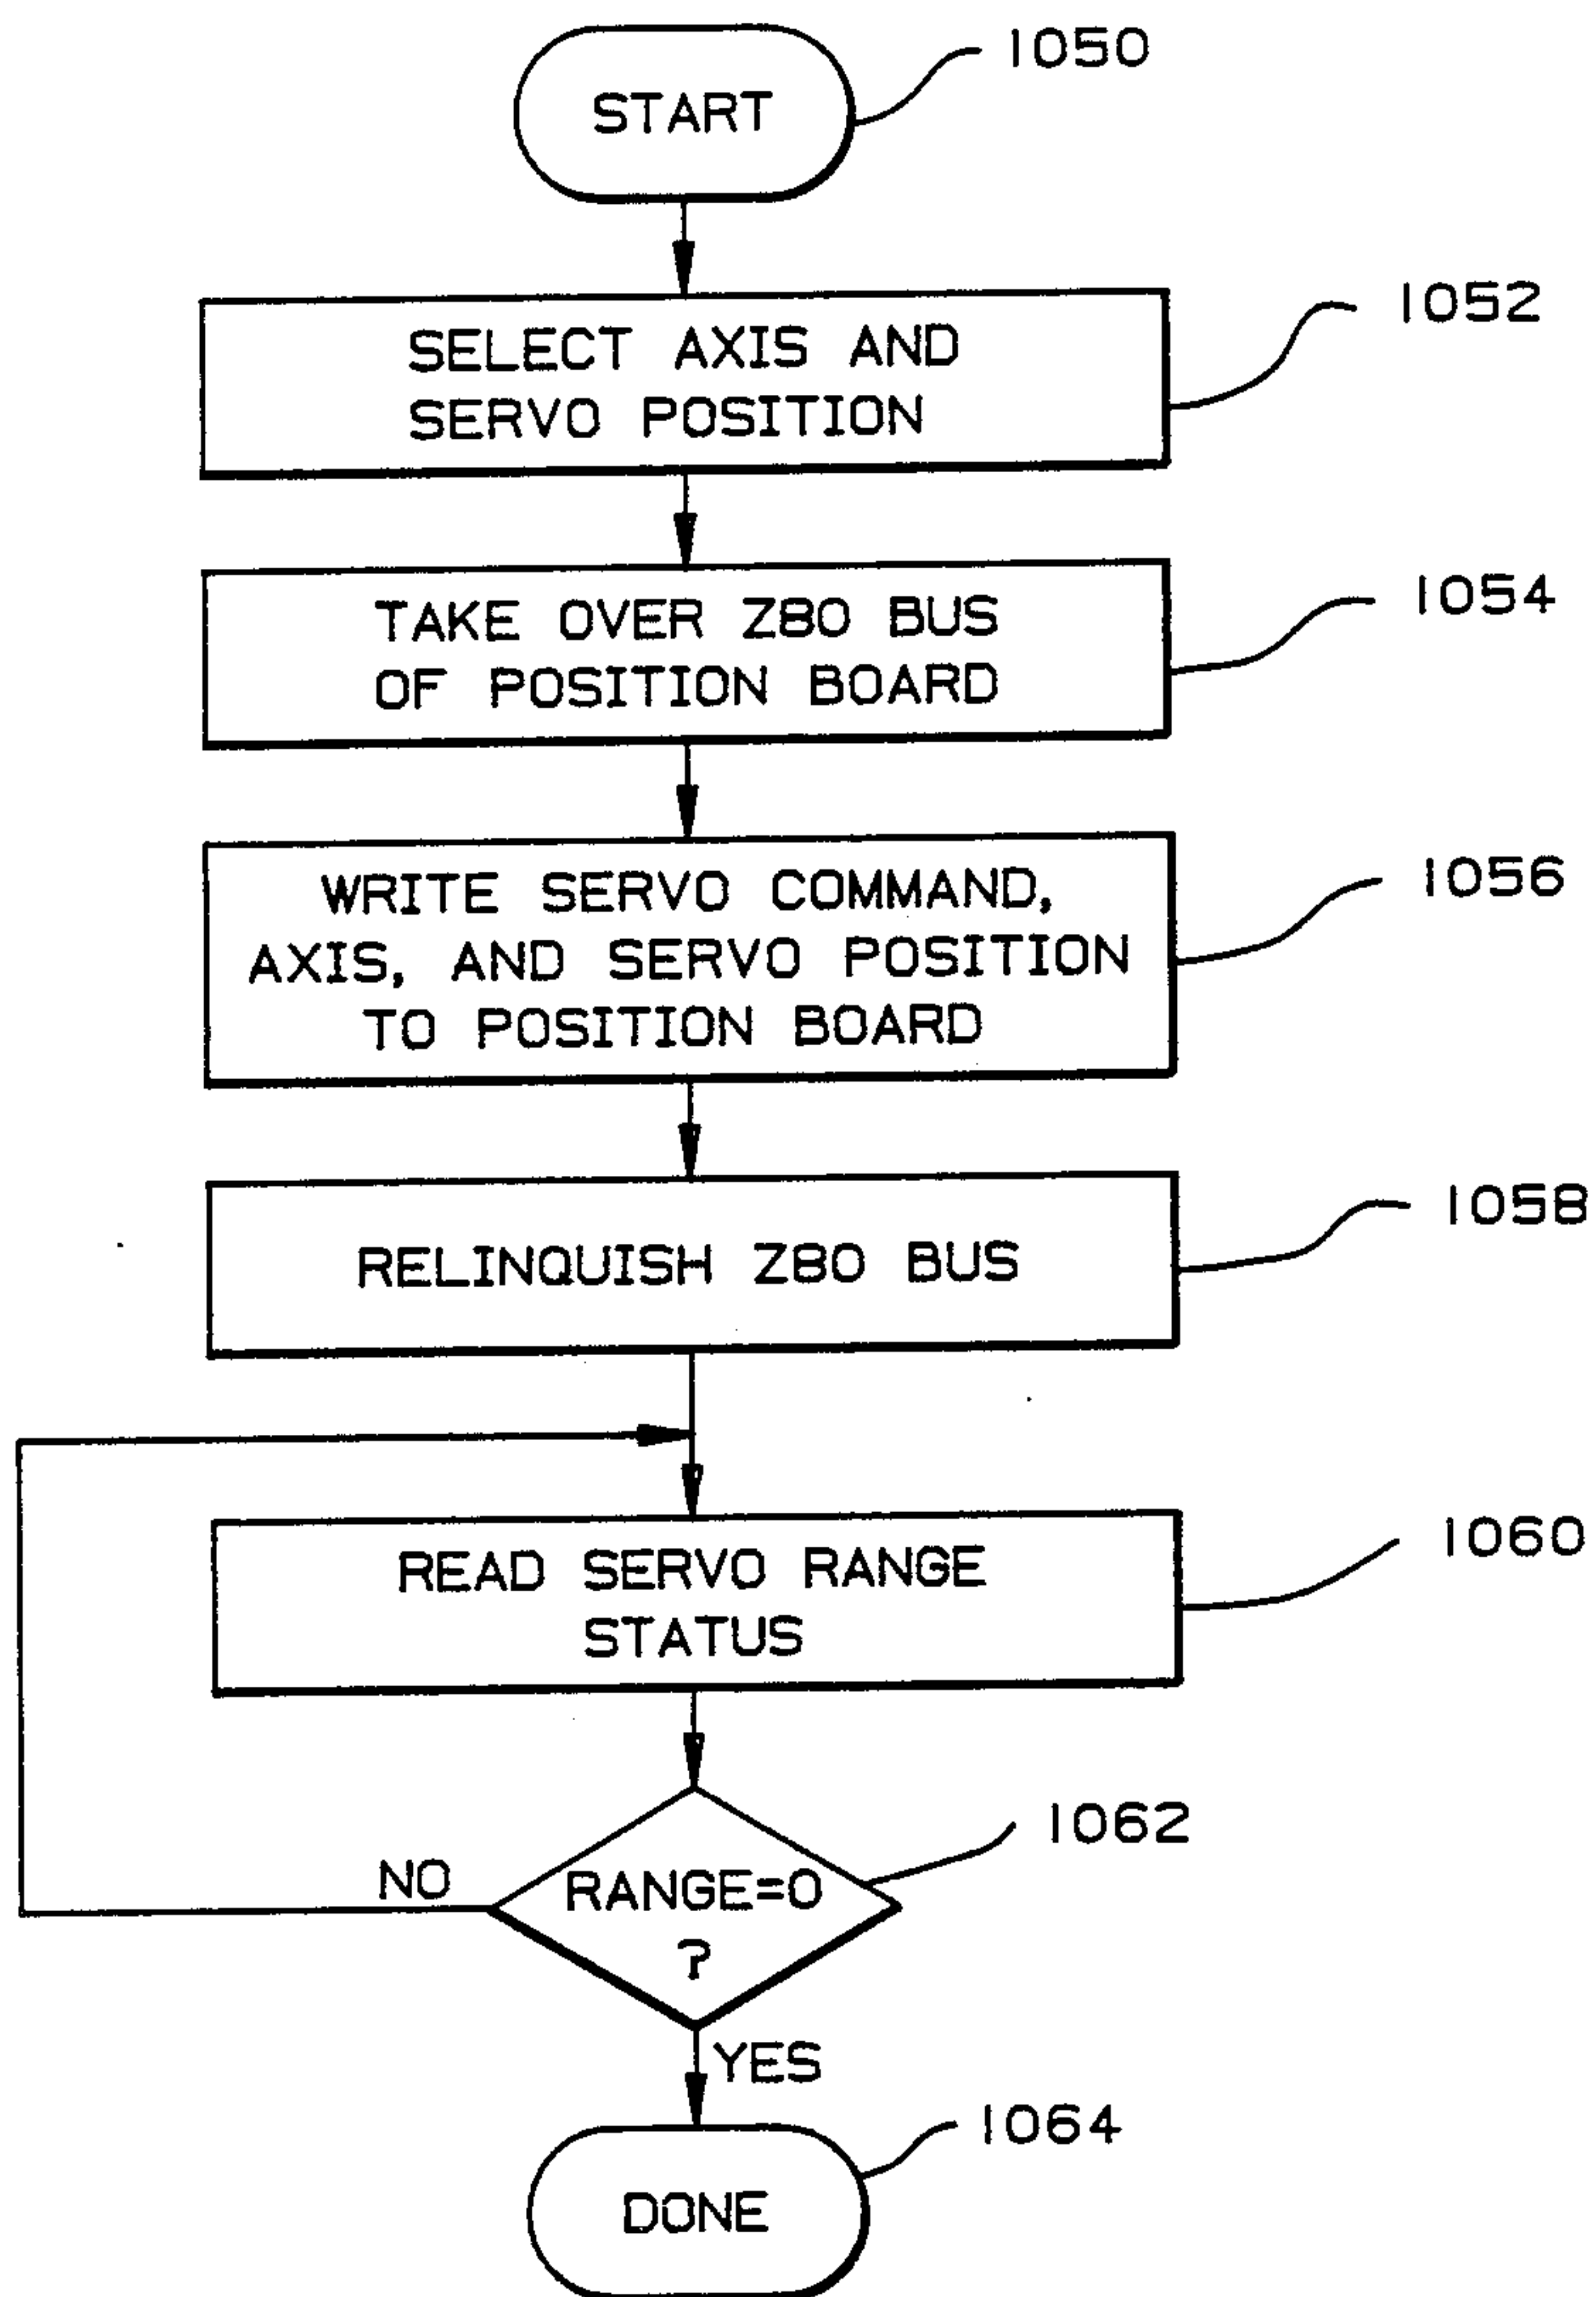 START
1050
SELECT AXIS AND
SERVO POSITION
1052
TAKE OVER Z80 BUS
OF POSITION BOARD
1054
WRITE SERVO COMMAND,
AXIS, AND SERVO POSITION
TO POSITION BOARD
1056
RELINQUISH Z80 BUS
1058
READ SERVO RANGE
STATUS
1060
RANGE=0
?
1062
NO
YES
DONE
1064